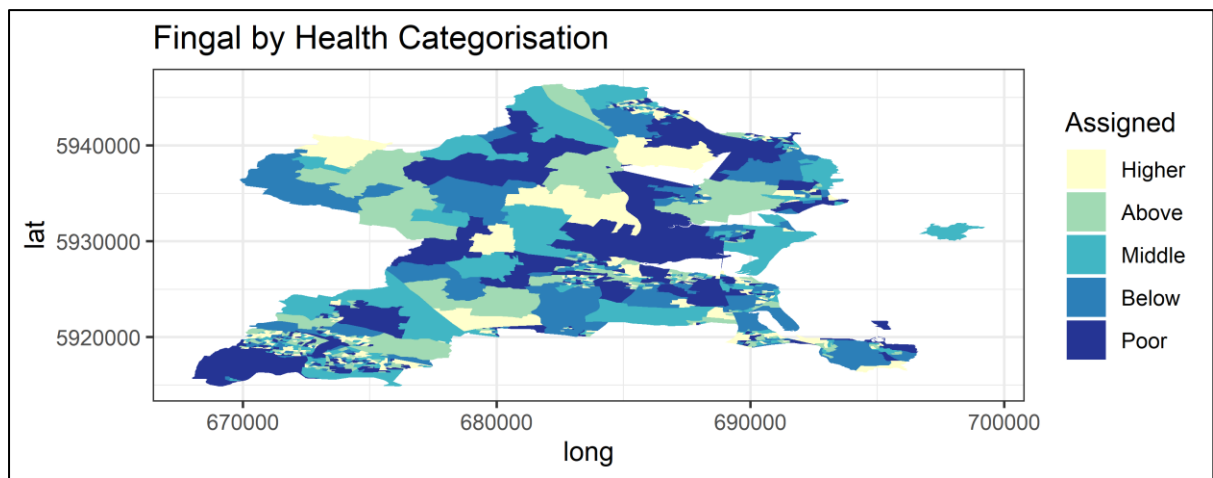 Fingal by Health Categorisation
5940000
5930000
5920000
lat
670000
680000
690000
700000
long
Assigned
Higher
Above
Middle
Below
Poor